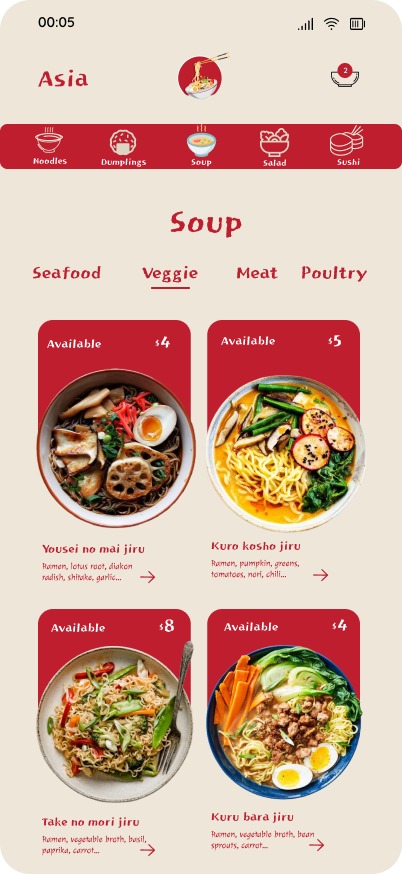 00:05
Asia
2
Noodles Dumplings Soup Salad Sushi
Soup
Seafood Veggie Meat Poultry
Available $4
Available $5
Yousei no mai jiru
Ramen, lotus root, diakon
radish, shitake, garlic...
Kuro kosho jiru
Ramen, pumpkin, greens,
tomatoes, nori, chili...
Available $8
Available $4
Take no mori jiru
Ramen, vegetable broth, basil,
paprika, carrot...
Kuru bara jiru
Ramen, vegetable broth, bean
sprouts, carrot...